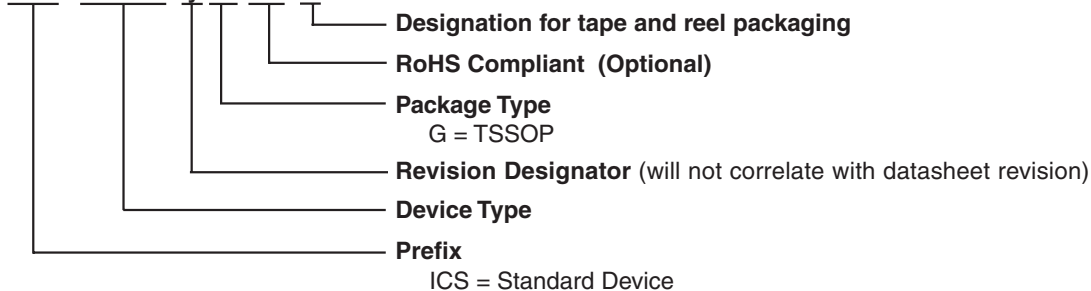 Designation for tape and reel packaging
RoHS Compliant (Optional)
Package Type
G = TSSOP
Revision Designator (will not correlate with datasheet revision)
Device Type
Prefix
ICS = Standard Device